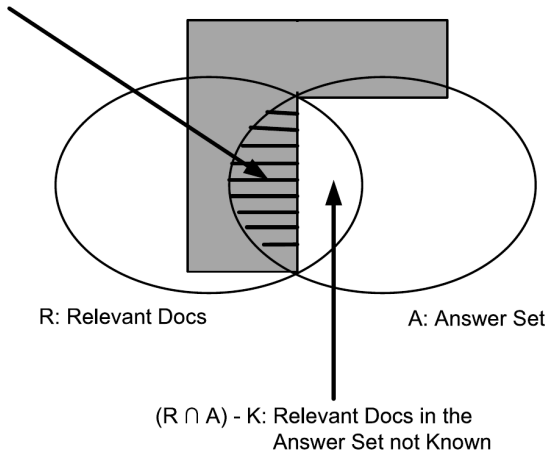 R: Relevant Docs
A: Answer Set
(R ∩ A) - K: Relevant Docs in the
Answer Set not Known